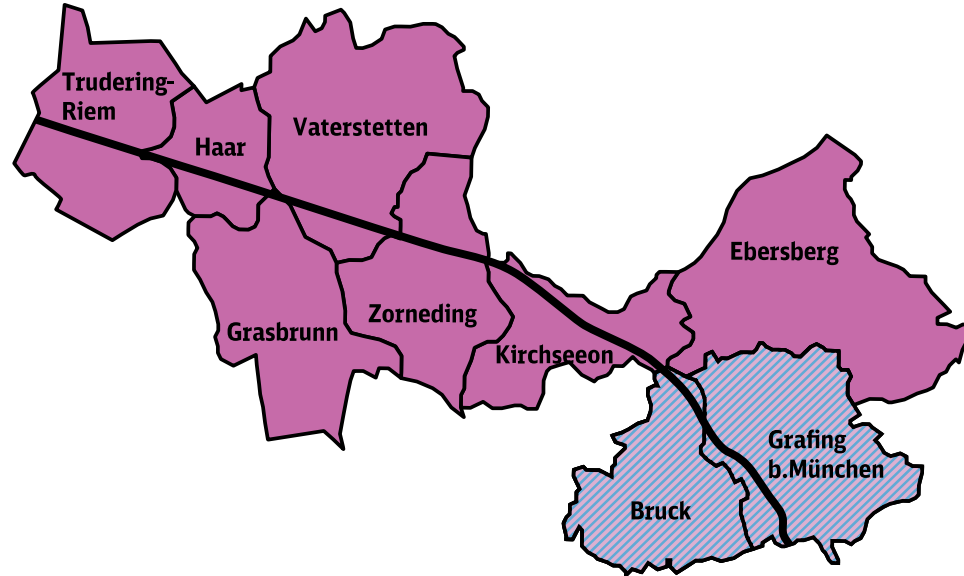 Trudering-
Riem
Haar
Vaterstetten
Ebersberg
Zorneding
Grasbrunn
Kirchseeon
Grafing
b.München
Bruck